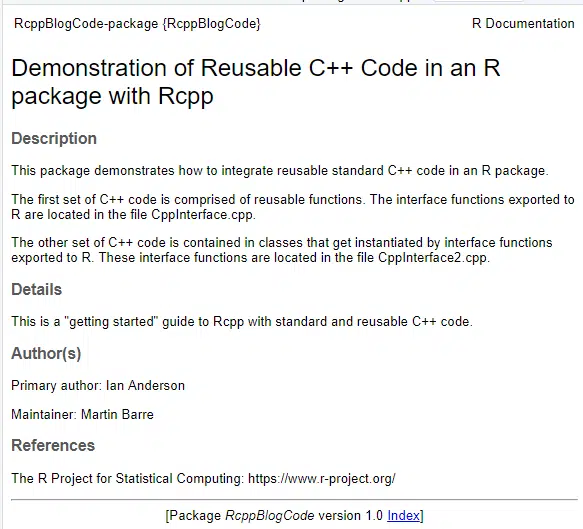 RcppBlogCode-package {RcppBlogCode} R Documentation
Demonstration of Reusable C++ Code in an R
package with Rcpp
Description
This package demonstrates how to integrate reusable standard C++ code in an R package.
The first set of C++ code is comprised of reusable functions. The interface functions exported to
R are located in the file CppInterface.cpp.
The other set of C++ code is contained in classes that get instantiated by interface functions
exported to R. These interface functions are located in the file CppInterface2.cpp.
Details
This is a "getting started" guide to Rcpp with standard and reusable C++ code.
Author(s)
Primary author: Ian Anderson
Maintainer: Martin Barre
References
The R Project for Statistical Computing: https://www.r-project.org/
[Package RcppBlogCode version 1.0 Index]